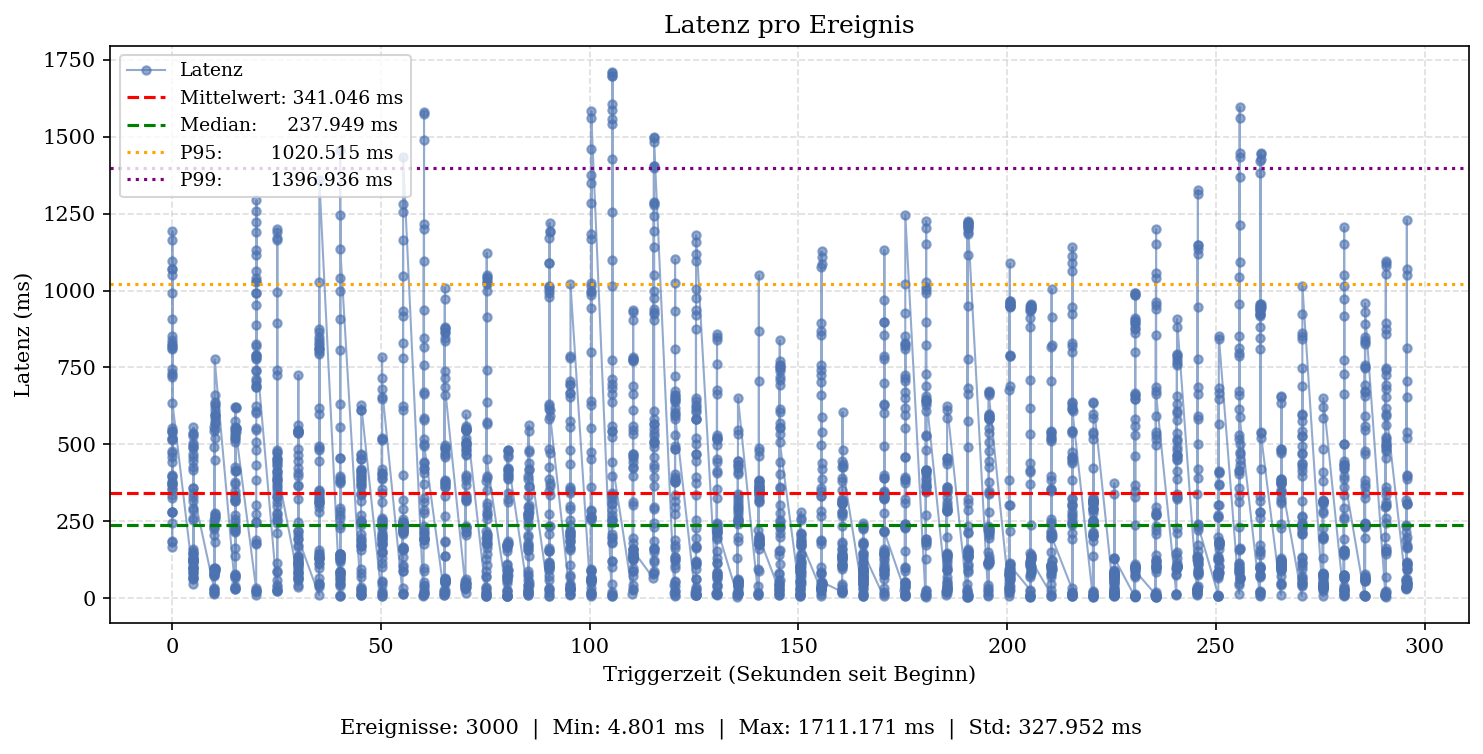 Latenz pro Ereignis
Latenz (ms)
1750
1500
1250
1000
750
500
250
0
Latenz
Mittelwert: 341.046 ms
Median: 237.949 ms
P95: 1020.515 ms
P99: 1396.936 ms
0 50 100 150 200 250 300
Triggerzeit (Sekunden seit Beginn)
Ereignisse: 3000 | Min: 4.801 ms | Max: 1711.171 ms | Std: 327.952 ms